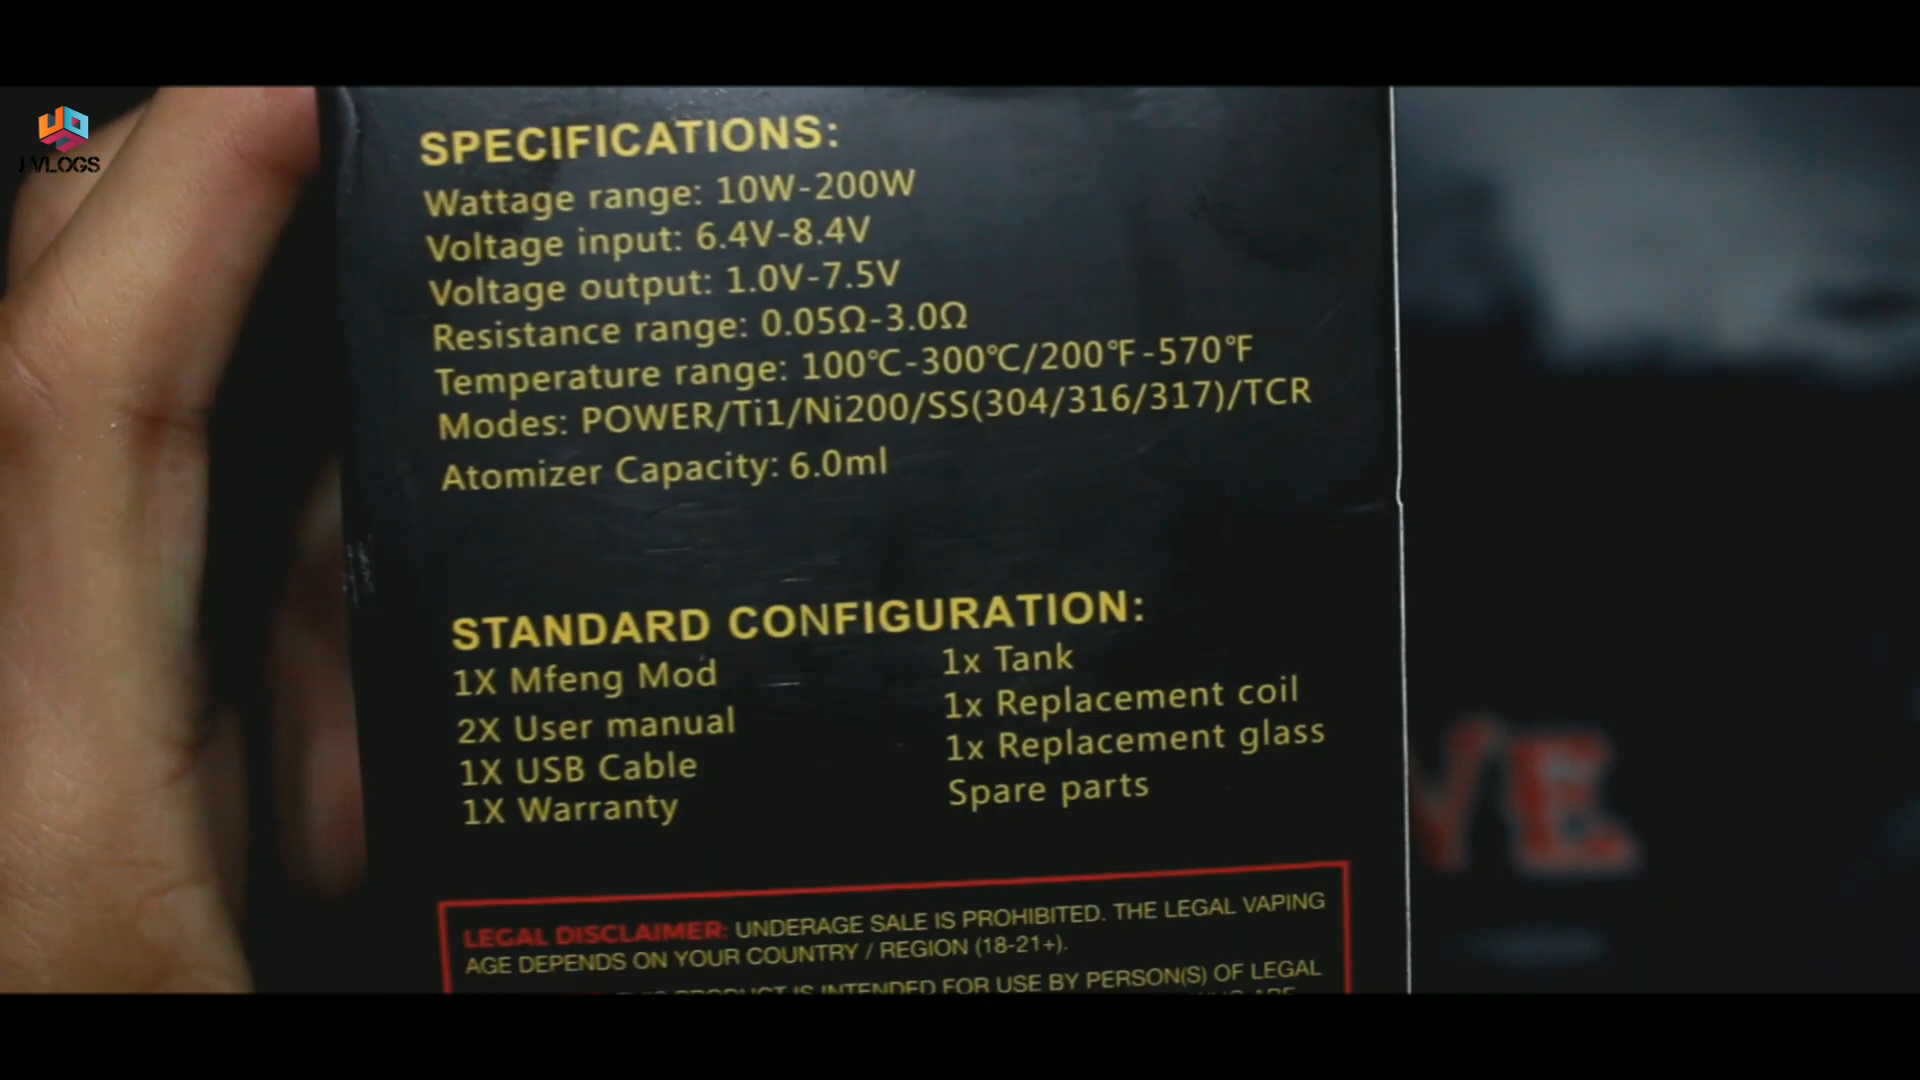 J VLOGS
SPECIFICATIONS:
Wattage range: 10W-200W
Voltage input: 6.4V-8.4V
Voltage output: 1.0V-7.5V
Resistance range: 0.05Ω-3.0Ω
Temperature range: 100℃-300℃/200℉-570℉
Modes: POWER/Ti1/Ni200/SS(304/316/317)/TCR
Atomizer Capacity: 6.0ml
STANDARD CONFIGURATION:
1X Mfeng Mod
2X User manual
1X USB Cable
1X Warranty
1x Tank
1x Replacement coil
1x Replacement glass
Spare parts
LEGAL DISCLAIMER: UNDERAGE SALE IS PROHIBITED. THE LEGAL VAPING
AGE DEPENDS ON YOUR COUNTRY / REGION (18-21+).
THIS PRODUCT IS INTENDED FOR USE BY PERSON(S) OF LEGAL